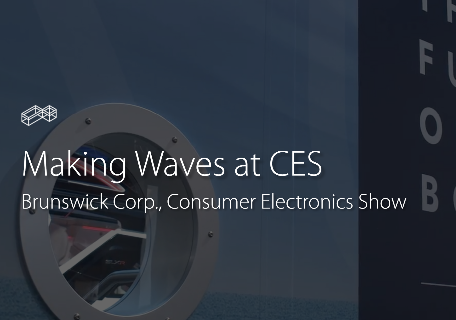 Making Waves at CES
Brunswick Corp., Consumer Electronics Show
F
O
B